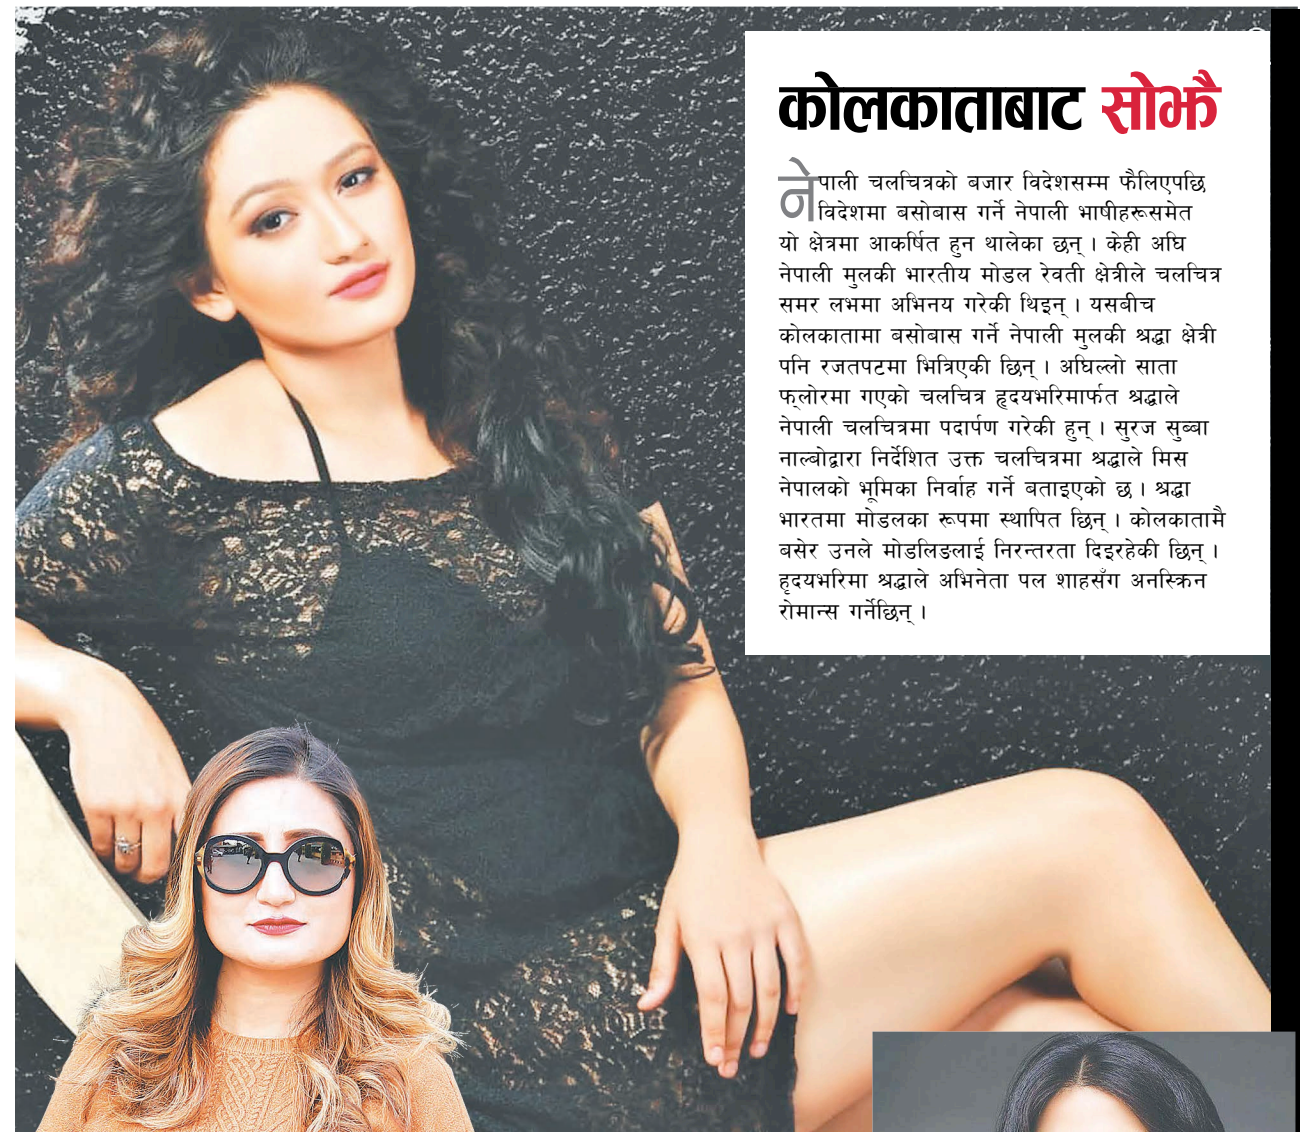 कोलकाताबाट सोझै
नेपाली चलचित्रको बजार विदेशसम्म फैलिएपछि
विदेशमा बसोबास गर्ने नेपाली भाषीहरूसमेत
यो क्षेत्रमा आकर्षित हुन थालेका छन् । केही अघि
नेपाली मुलकी भारतीय मोडल रेवती क्षेत्रीले चलचित्र
समर लभमा अभिनय गरेकी थिइन् । यसबीच
कोलकातामा बसोबास गर्ने नेपाली मुलकी श्रद्धा क्षेत्री
पनि रजतपटमा भित्रिएकी छिन् । अघिल्लो साता
फ्लोरमा गएको चलचित्र हृदयभरिमार्फत श्रद्धाले
नेपाली चलचित्रमा पदार्पण गरेकी हुन् । सुरज सुब्बा
नाल्बोद्वारा निर्देशित उक्त चलचित्रमा श्रद्धाले मिस
नेपालको भूमिका निर्वाह गर्ने बताइएको छ । श्रद्धा
भारतमा मोडलका रूपमा स्थापित छिन् । कोलकातामै
बसेर उनले मोडलिङलाई निरन्तरता दिइरहेकी छिन् ।
हृदयभरिमा श्रद्धाले अभिनेता पल शाहसँग अनस्क्रिन
रोमान्स गर्नेछिन् ।